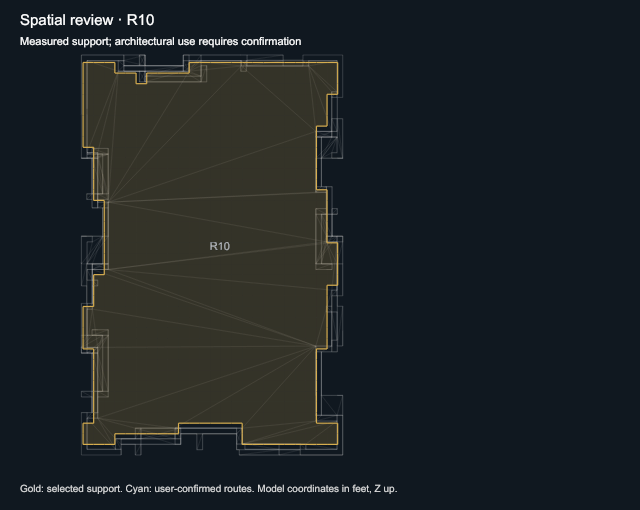 Spatial review · R10
Measured support; architectural use requires confirmation
R10
Gold: selected support. Cyan: user-confirmed routes. Model coordinates in feet, Z up.